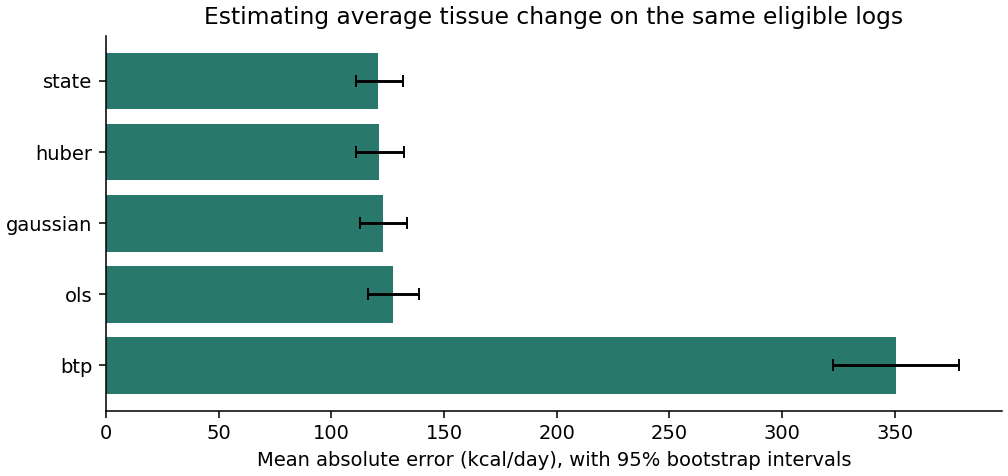 Estimating average tissue change on the same eligible logs
state
huber
gaussian
ols
btp
0 50 100 150 200 250 300 350
Mean absolute error (kcal/day), with 95% bootstrap intervals